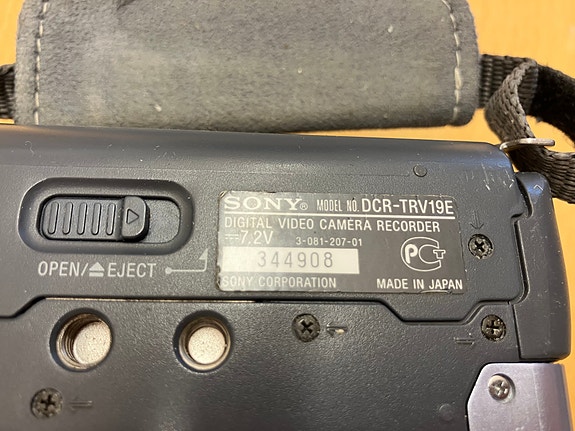 SONY® MODEL NO. DCR-TRV19E
DIGITAL VIDEO CAMERA RECORDER
⎓7.2V 3-081-207-01
344908
SONY CORPORATION MADE IN JAPAN
OPEN/⏏EJECT